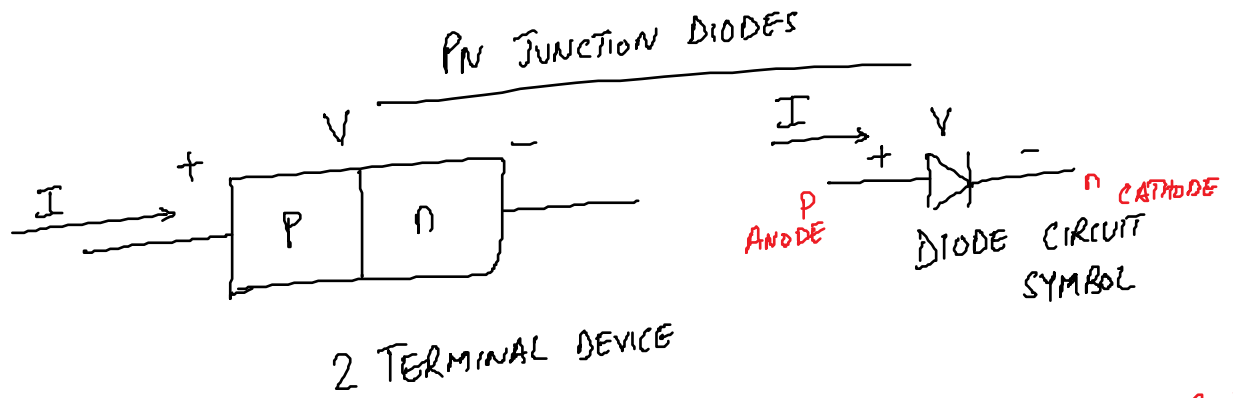 PN JUNCTION DIODES
I + V -
P n
2 TERMINAL DEVICE
I V
+ -
P n
ANODE CATHODE
DIODE CIRCUIT
SYMBOL